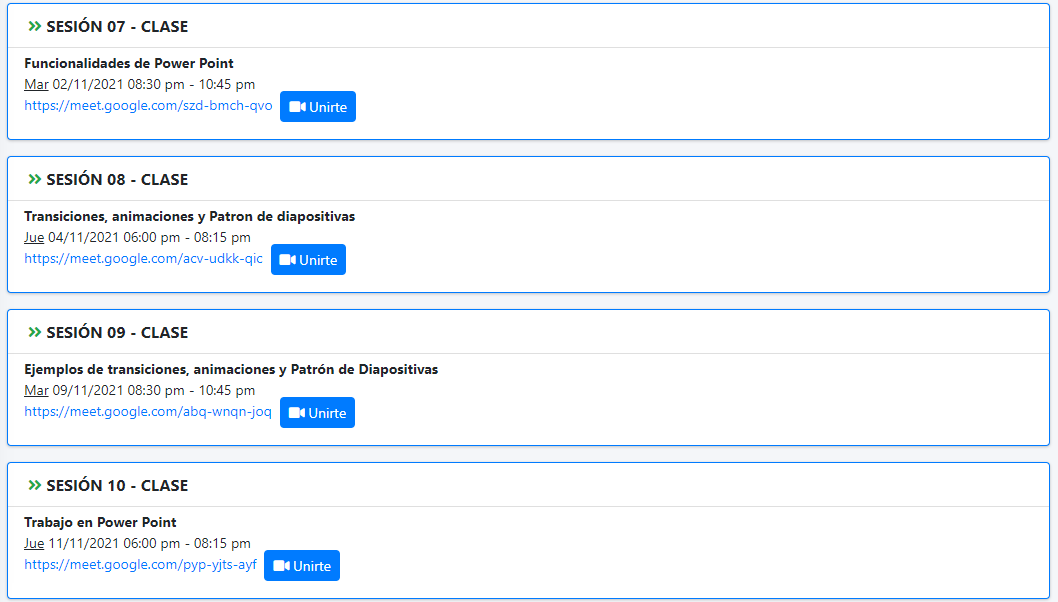 SESIÓN 07 - CLASE
Funcionalidades de Power Point
Mar 02/11/2021 08:30 pm - 10:45 pm
https://meet.google.com/szd-bmch-qvo Unirte
SESIÓN 08 - CLASE
Transiciones, animaciones y Patron de diapositivas
Jue 04/11/2021 06:00 pm - 08:15 pm
https://meet.google.com/acv-udkk-qic Unirte
SESIÓN 09 - CLASE
Ejemplos de transiciones, animaciones y Patrón de Diapositivas
Mar 09/11/2021 08:30 pm - 10:45 pm
https://meet.google.com/abq-wnqn-joq Unirte
SESIÓN 10 - CLASE
Trabajo en Power Point
Jue 11/11/2021 06:00 pm - 08:15 pm
https://meet.google.com/pyp-yjts-ayf Unirte